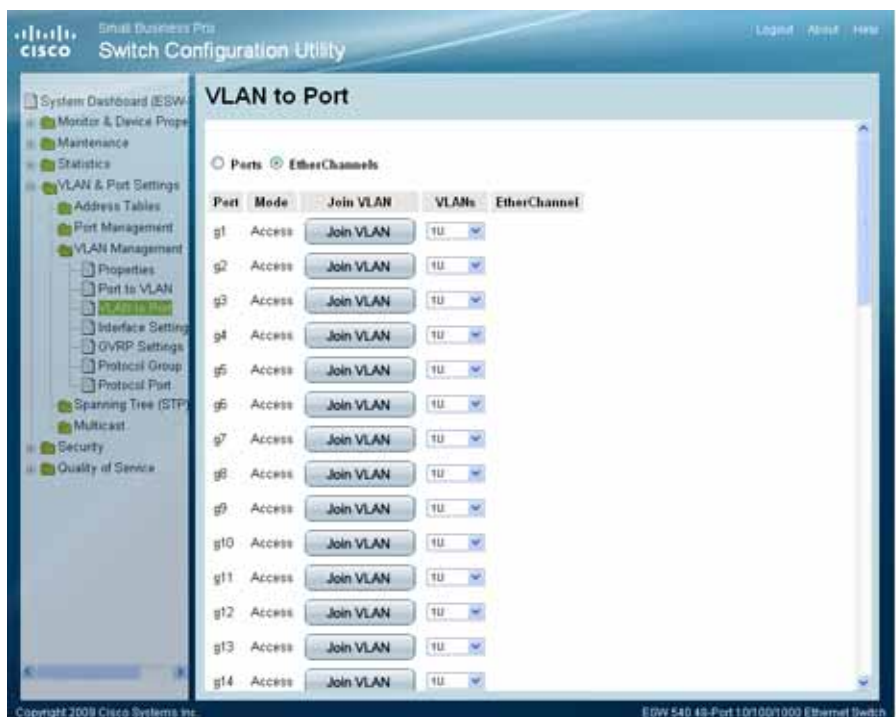 Small Business Pro
cisco Switch Configuration Utility
Logout About Help
System Dashboard (ESW-
Monitor & Device Prope
Maintenance
Statistics
VLAN & Port Settings
Address Tables
Port Management
VLAN Management
Properties
Port to VLAN
VLAN to Port
Interface Setting
GVRP Settings
Protocol Group
Protocol Port
Spanning Tree (STP)
Multicast
Security
Quality of Service
VLAN to Port
Ports EtherChannels
Port Mode Join VLAN VLANs EtherChannel
g1 Access Join VLAN 1U
g2 Access Join VLAN 1U
g3 Access Join VLAN 1U
g4 Access Join VLAN 1U
g5 Access Join VLAN 1U
g6 Access Join VLAN 1U
g7 Access Join VLAN 1U
g8 Access Join VLAN 1U
g9 Access Join VLAN 1U
g10 Access Join VLAN 1U
g11 Access Join VLAN 1U
g12 Access Join VLAN 1U
g13 Access Join VLAN 1U
g14 Access Join VLAN 1U
Copyright 2009 Cisco Systems Inc.
ESW 540 48-Port 10/100/1000 Ethernet Switch